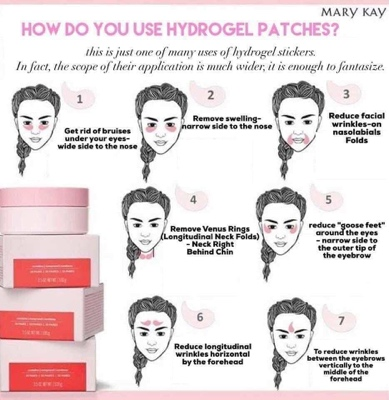 MARY KAY
HOW DO YOU USE HYDROGEL PATCHES?
this is just one of many uses of hydrogel stickers.
In fact, the scope of their application is much wider, it is enough to fantasize.
1
Get rid of bruises
under your eyes-
wide side to the nose
2
Remove swelling-
narrow side to the nose
3
Reduce facial
wrinkles-on
nasolabials
Folds
4
Remove Venus Rings
(Longitudinal Neck Folds)
- Neck Right
Behind Chin
5
reduce "goose feet"
around the eyes
- narrow side to
the outer tip of
the eyebrow
6
Reduce longitudinal
wrinkles horizontal
by the forehead
7
To reduce wrinkles
between the eyebrows
vertically to the
middle of the
forehead